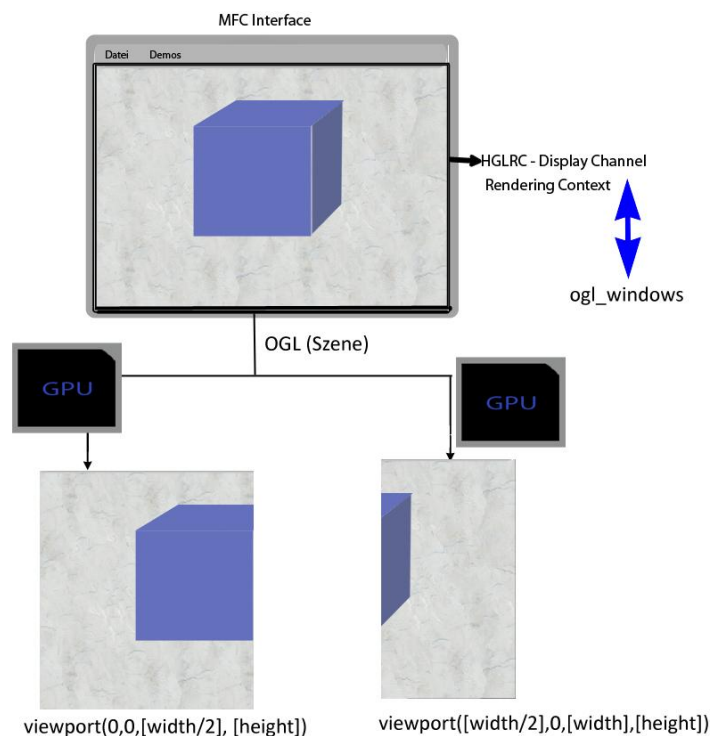 MFC Interface
Datei Demos
HGLRC - Display Channel
Rendering Context
ogl_windows
OGL (Szene)
GPU
GPU
viewport(0,0,[width/2], [height])
viewport([width/2],0,[width],[height])